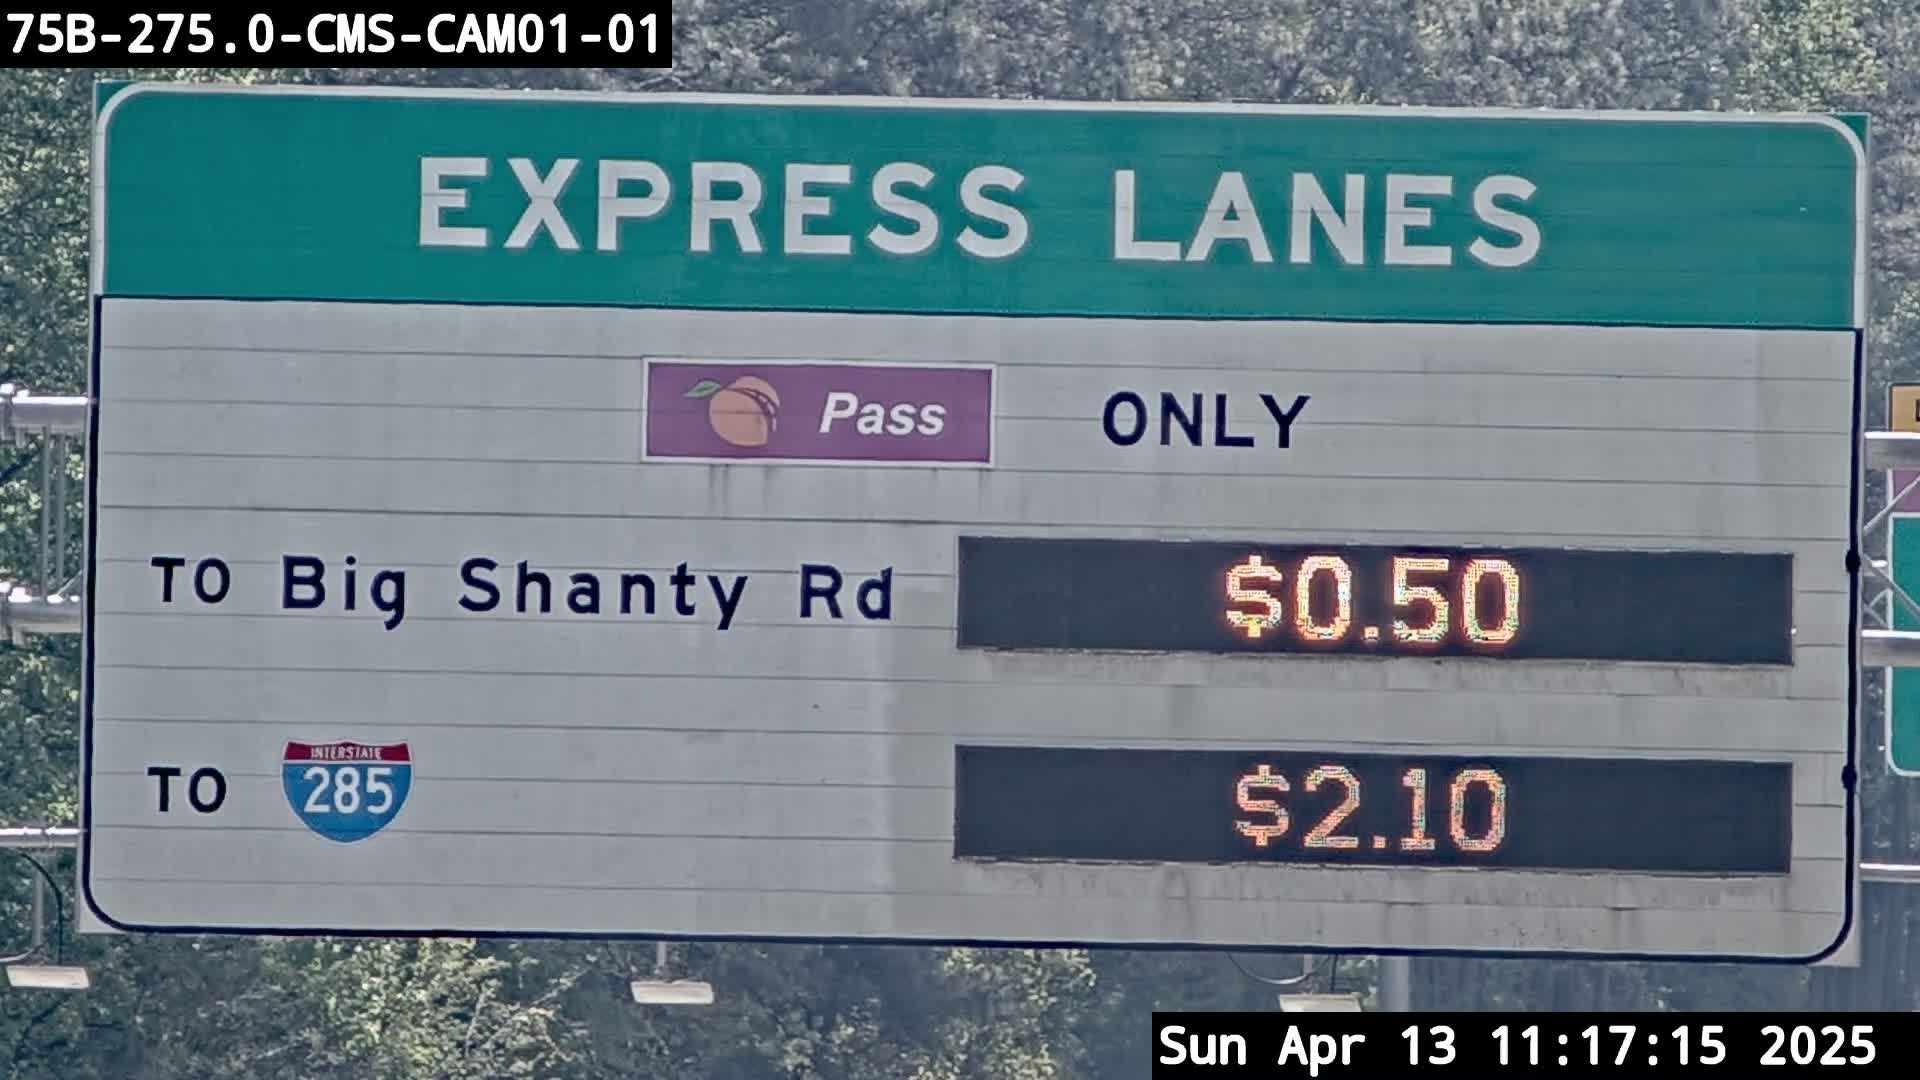 75B-275.0-CMS-CAM01-01
EXPRESS LANES
Pass ONLY
TO Big Shanty Rd $0.50
INTERSTATE
TO 285 $2.10
Sun Apr 13 11:17:15 2025